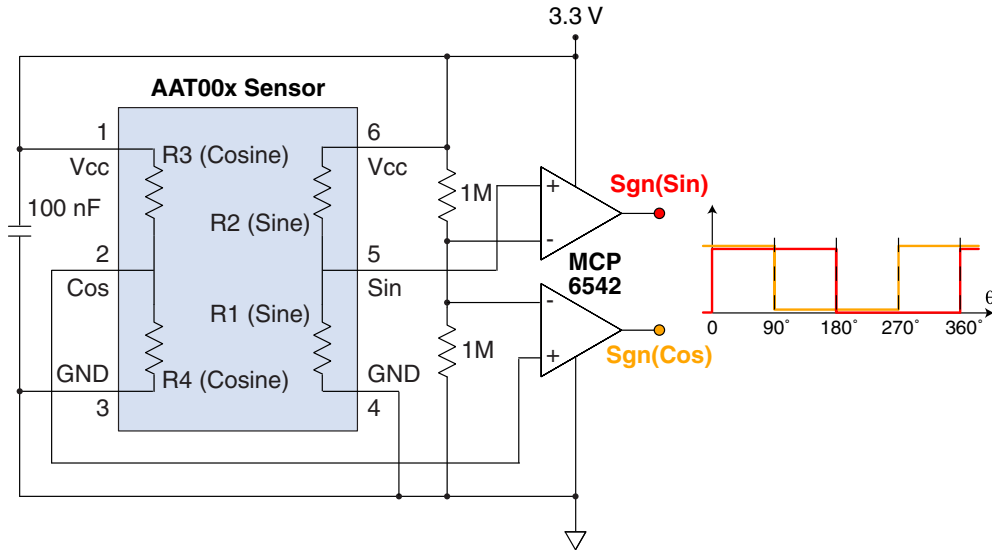 3.3 V
AAT00x Sensor
1
Vcc
R3 (Cosine)
6
Vcc
R2 (Sine)
100 nF
2
Cos
5
Sin
R1 (Sine)
R4 (Cosine)
GND
3
GND
4
1M
1M
+
-
-
+
MCP
6542
Sgn(Sin)
Sgn(Cos)
0
90°
180°
270°
360°
θ